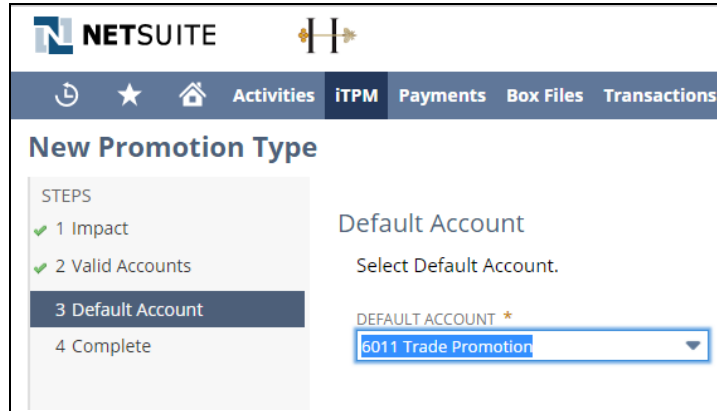 NETSUITE
H
Activities iTPM Payments Box Files Transactions
New Promotion Type
STEPS
1 Impact
2 Valid Accounts
3 Default Account
4 Complete
Default Account
Select Default Account.
DEFAULT ACCOUNT *
6011 Trade Promotion